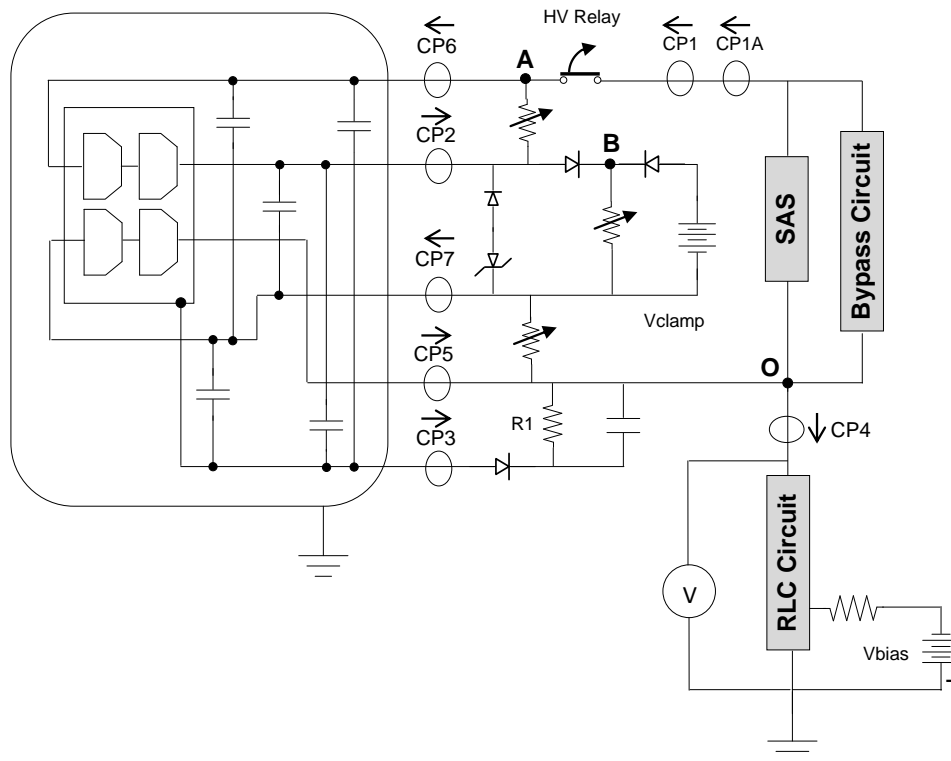 HV Relay
CP6
A
CP1
CP1A
CP2
B
SAS
Bypass Circuit
CP7
Vclamp
CP5
O
R1
CP4
CP3
RLC Circuit
V
Vbias
-